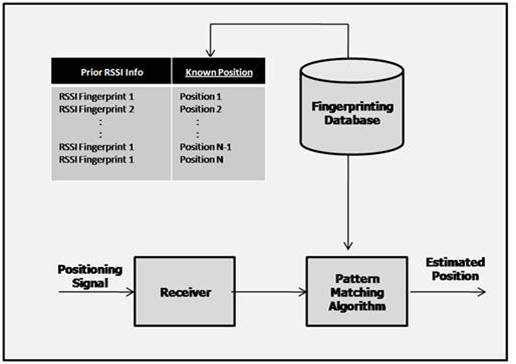 Prior RSSI Info Known Position
RSSI Fingerprint 1 Position 1
RSSI Fingerprint 2 Position 2
: :
: :
RSSI Fingerprint 1 Position N-1
RSSI Fingerprint 1 Position N
Fingerprinting
Database
Positioning
Signal
Receiver
Pattern
Matching
Algorithm
Estimated
Position